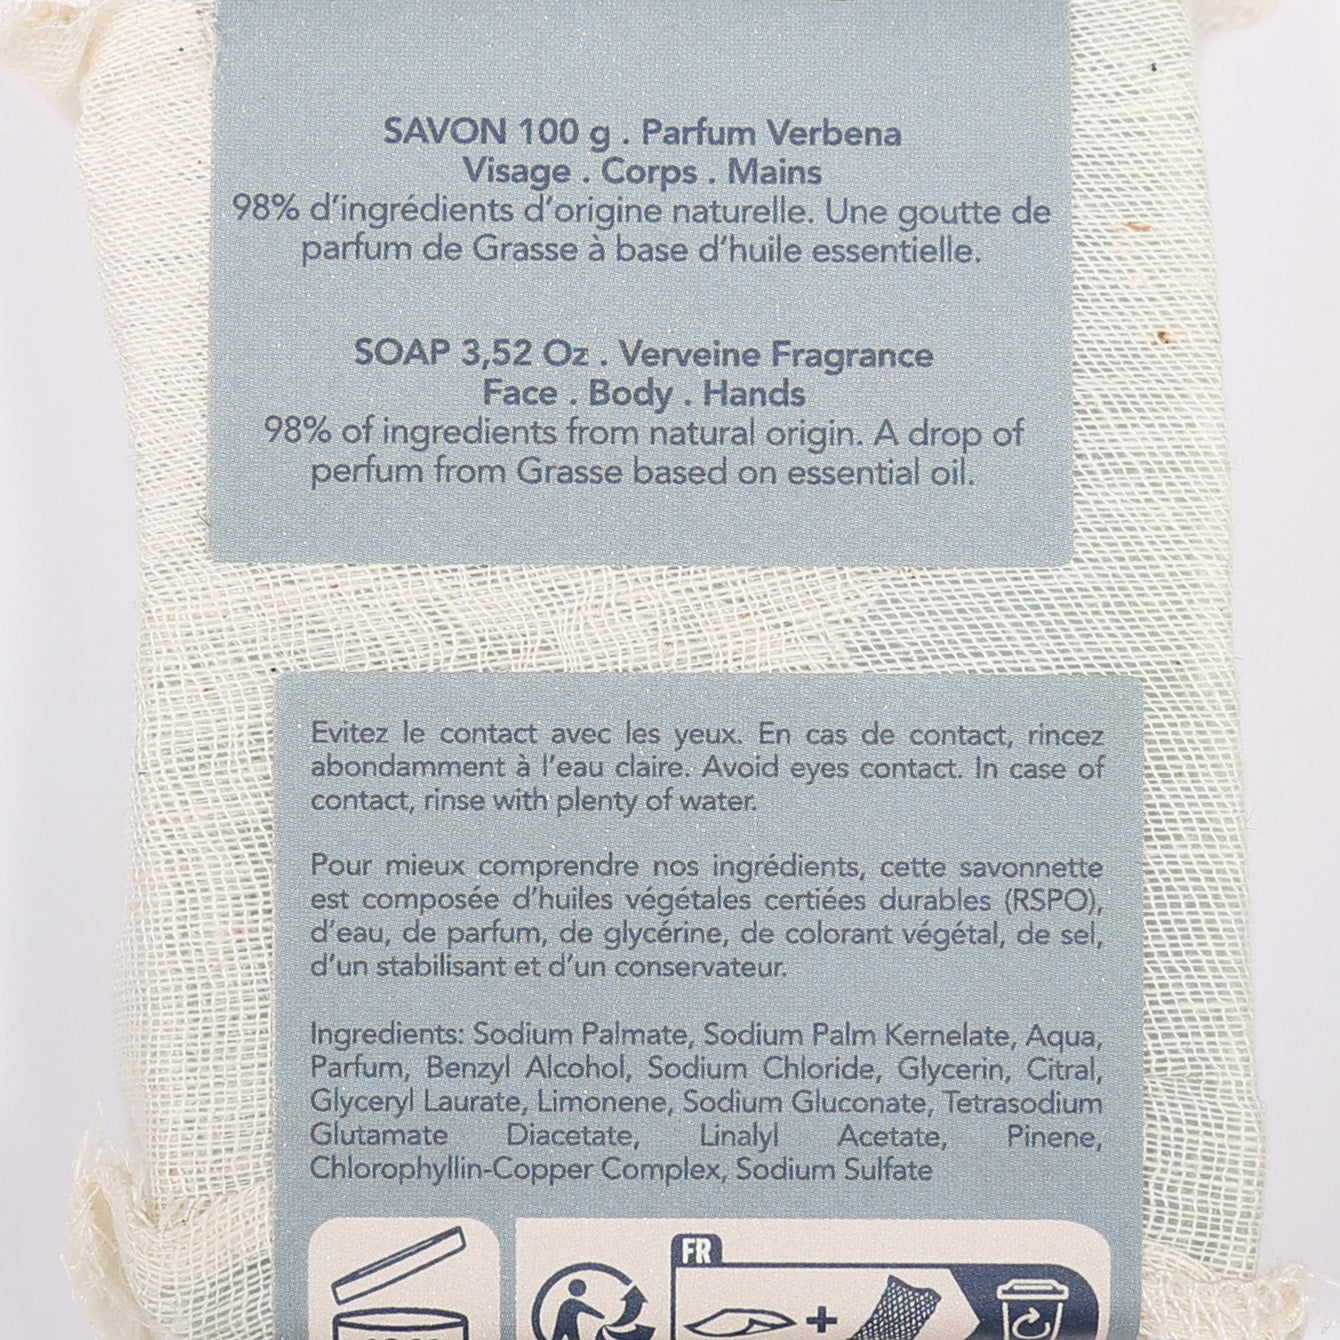 SAVON 100 g . Parfum Verbena
Visage . Corps . Mains
98% d'ingrédients d'origine naturelle. Une goutte de
parfum de Grasse à base d'huile essentielle.
SOAP 3,52 Oz . Verveine Fragrance
Face . Body . Hands
98% of ingredients from natural origin. A drop of
perfum from Grasse based on essential oil.
Evitez le contact avec les yeux. En cas de contact, rincez
abondamment à l'eau claire. Avoid eyes contact. In case of
contact, rinse with plenty of water.
Pour mieux comprendre nos ingrédients, cette savonnette
est composée d'huiles végétales certiées durables (RSPO),
d'eau, de parfum, de glycérine, de colorant végétal, de sel,
d'un stabilisant et d'un conservateur.
Ingredients: Sodium Palmate, Sodium Palm Kernelate, Aqua,
Parfum, Benzyl Alcohol, Sodium Chloride, Glycerin, Citral,
Glyceryl Laurate, Limonene, Sodium Gluconate, Tetrasodium
Glutamate Diacetate, Linalyl Acetate, Pinene,
Chlorophyllin-Copper Complex, Sodium Sulfate
FR
+